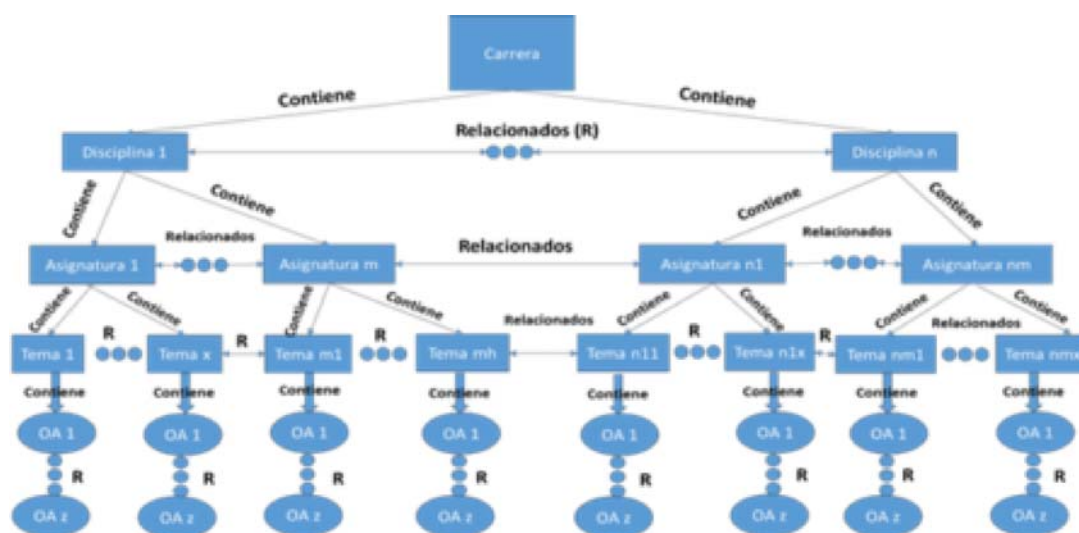 Carrera
Contiene Contiene
Relacionados (R)
Disciplina 1 Disciplina n
Contiene Contiene Contiene Contiene
Relacionados Relacionados Relacionados
Asignatura 1 Asignatura m Asignatura n1 Asignatura nm
Contiene Contiene Contiene Contiene Contiene Contiene Contiene Contiene
R R R Relacionados R R Relacionados
Tema 1 Tema x Tema m1 Tema mh Tema n11 Tema n1x Tema nm1 Tema nmx
Contiene Contiene Contiene Contiene Contiene Contiene Contiene Contiene
OA 1 OA 1 OA 1 OA 1 OA 1 OA 1 OA 1 OA 1
R R R R R R R R
OA z OA z OA z OA z OA z OA z OA z OA z